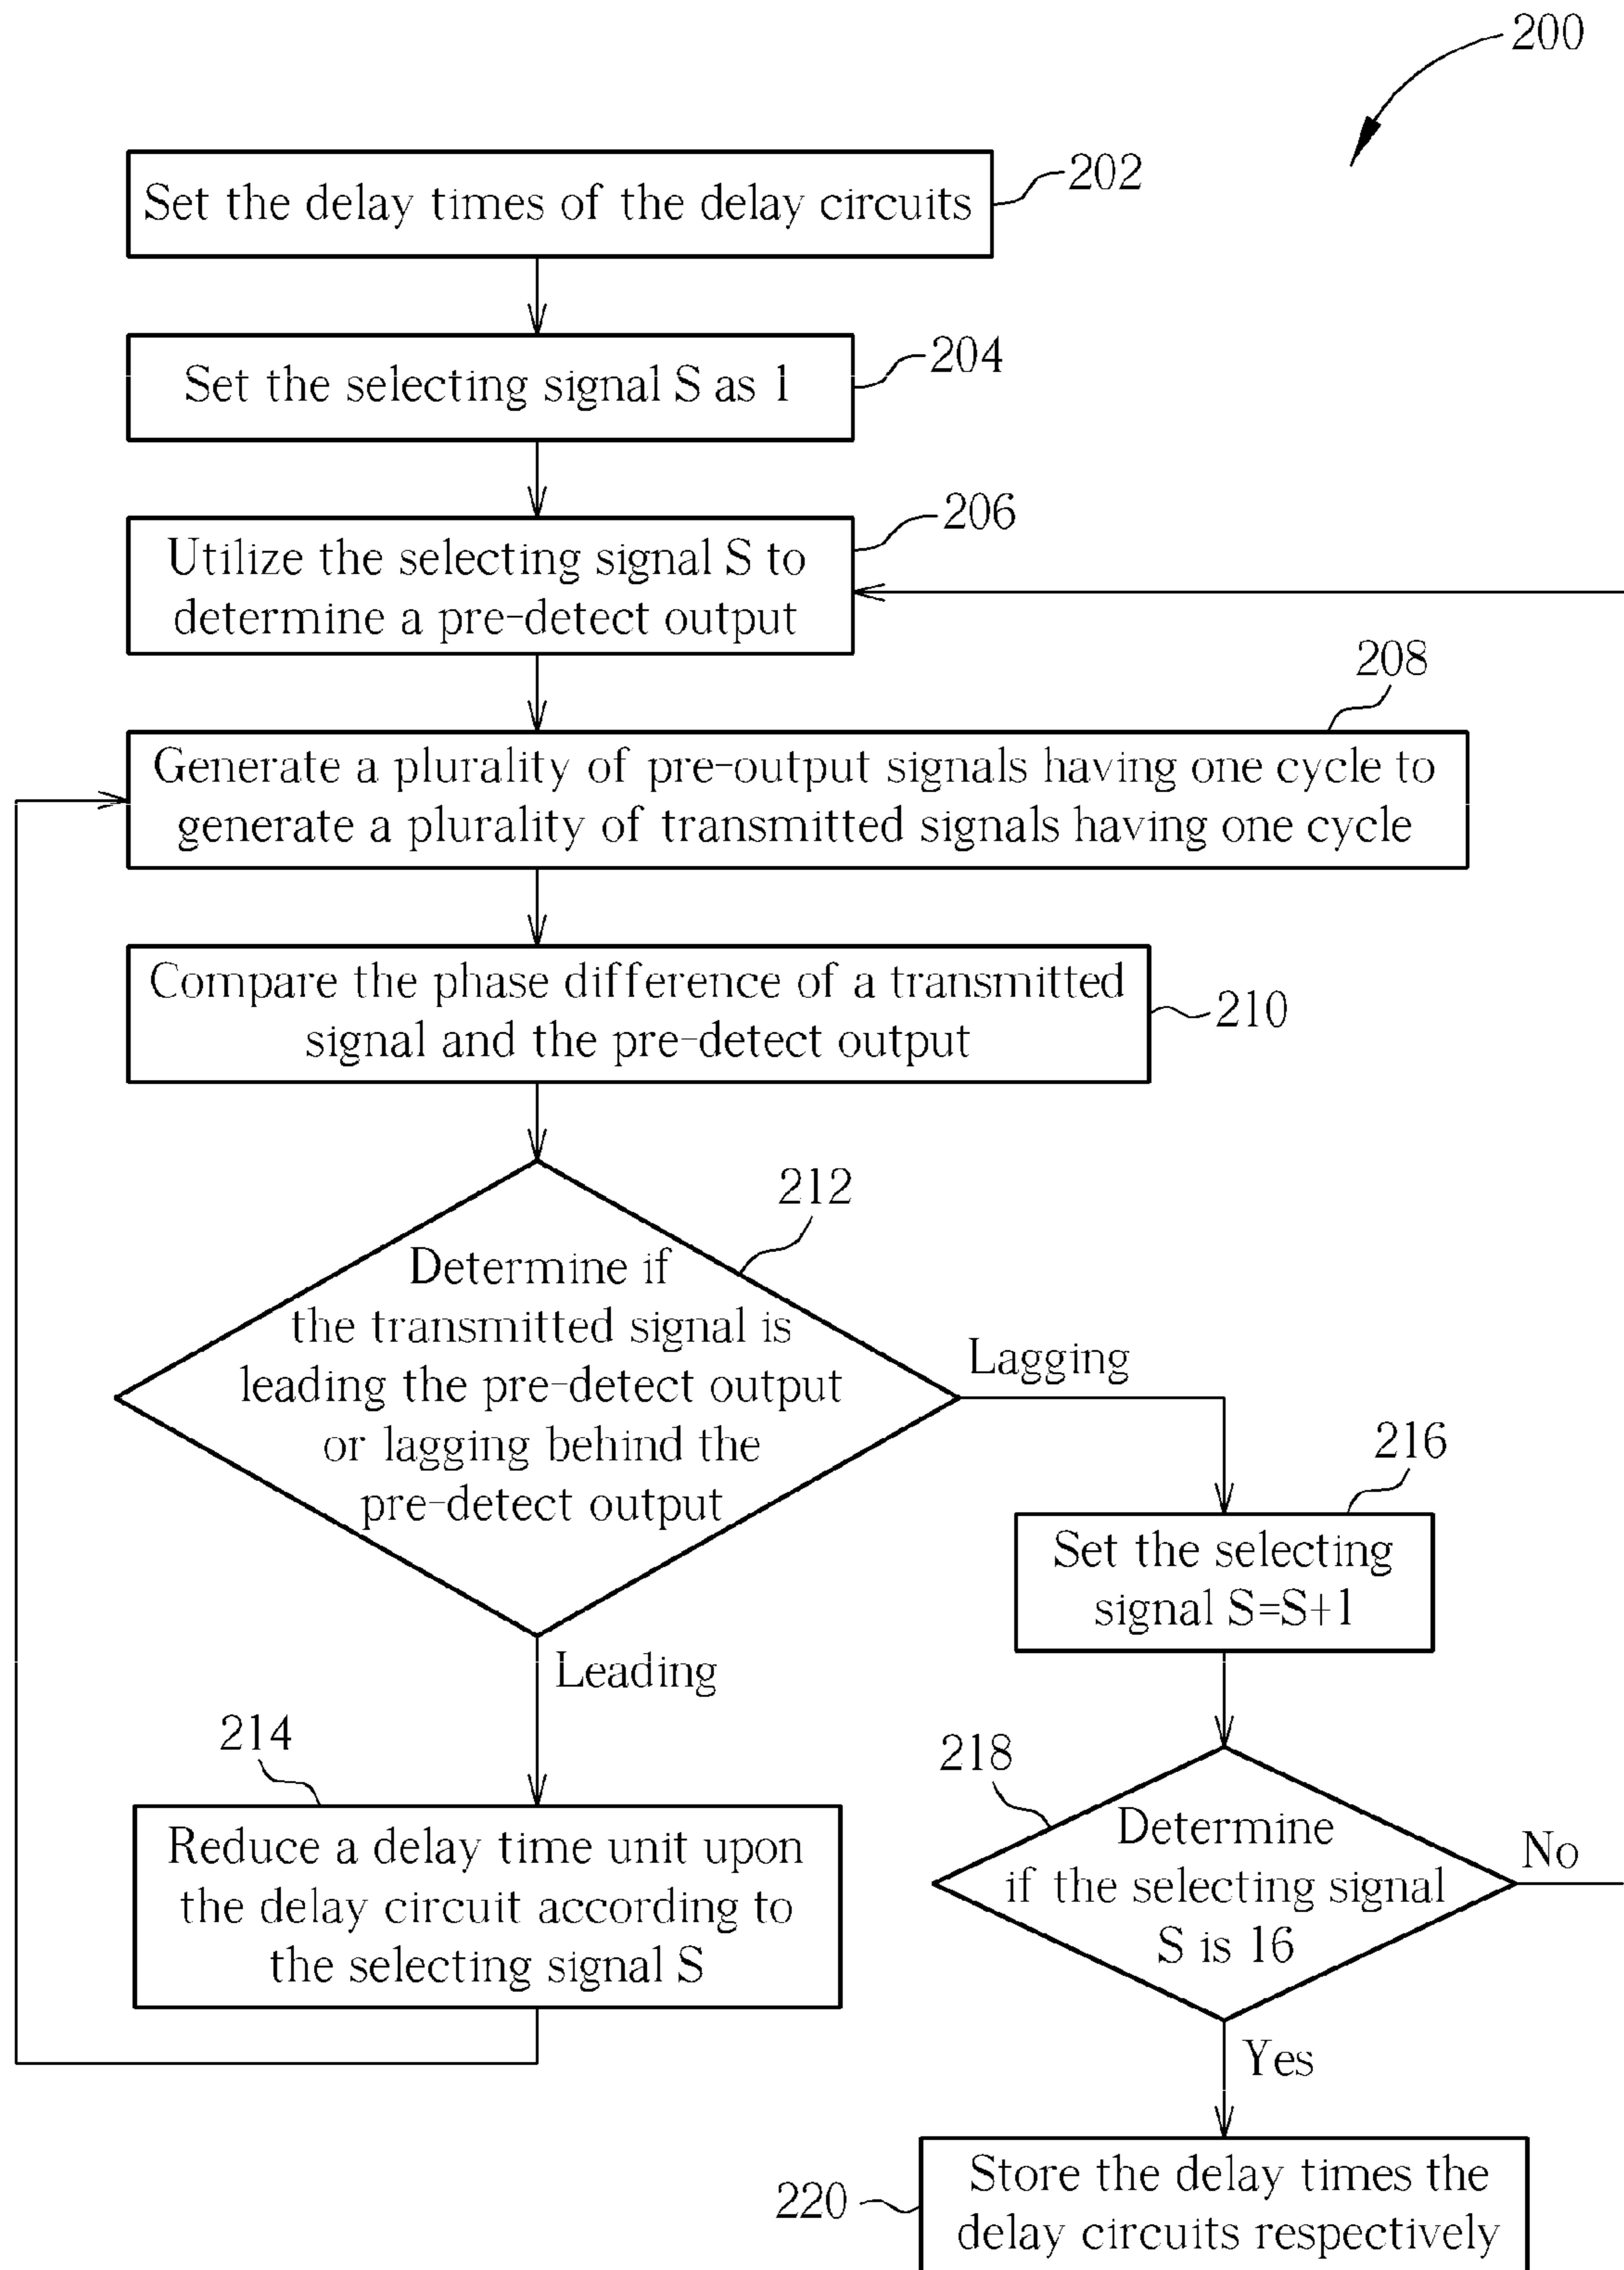 200
Set the delay times of the delay circuits
202
Set the selecting signal S as 1
204
Utilize the selecting signal S to
determine a pre-detect output
206
208
Generate a plurality of pre-output signals having one cycle to
generate a plurality of transmitted signals having one cycle
Compare the phase difference of a transmitted
signal and the pre-detect output
210
212
Determine if
the transmitted signal is
leading the pre-detect output
or lagging behind the
pre-detect output
Lagging
216
Set the selecting
signal S=S+1
Leading
214
Reduce a delay time unit upon
the delay circuit according to
the selecting signal S
218
Determine
if the selecting signal
S is 16
No
Yes
220
Store the delay times the
delay circuits respectively